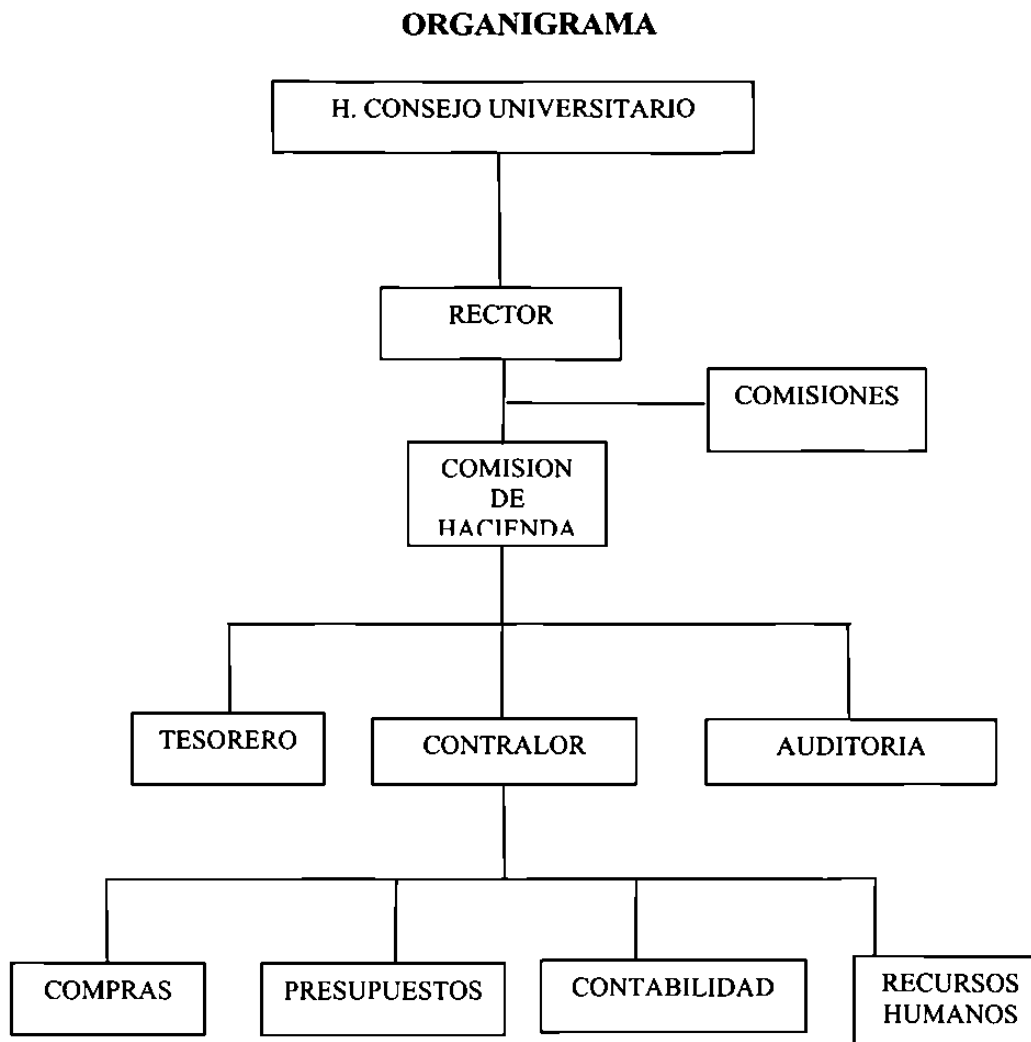 ORGANIGRAMA
H. CONSEJO UNIVERSITARIO
RECTOR
COMISIONES
COMISION
DE
HACIENDA
TESORERO
CONTRALOR
AUDITORIA
COMPRAS
PRESUPUESTOS
CONTABILIDAD
RECURSOS
HUMANOS